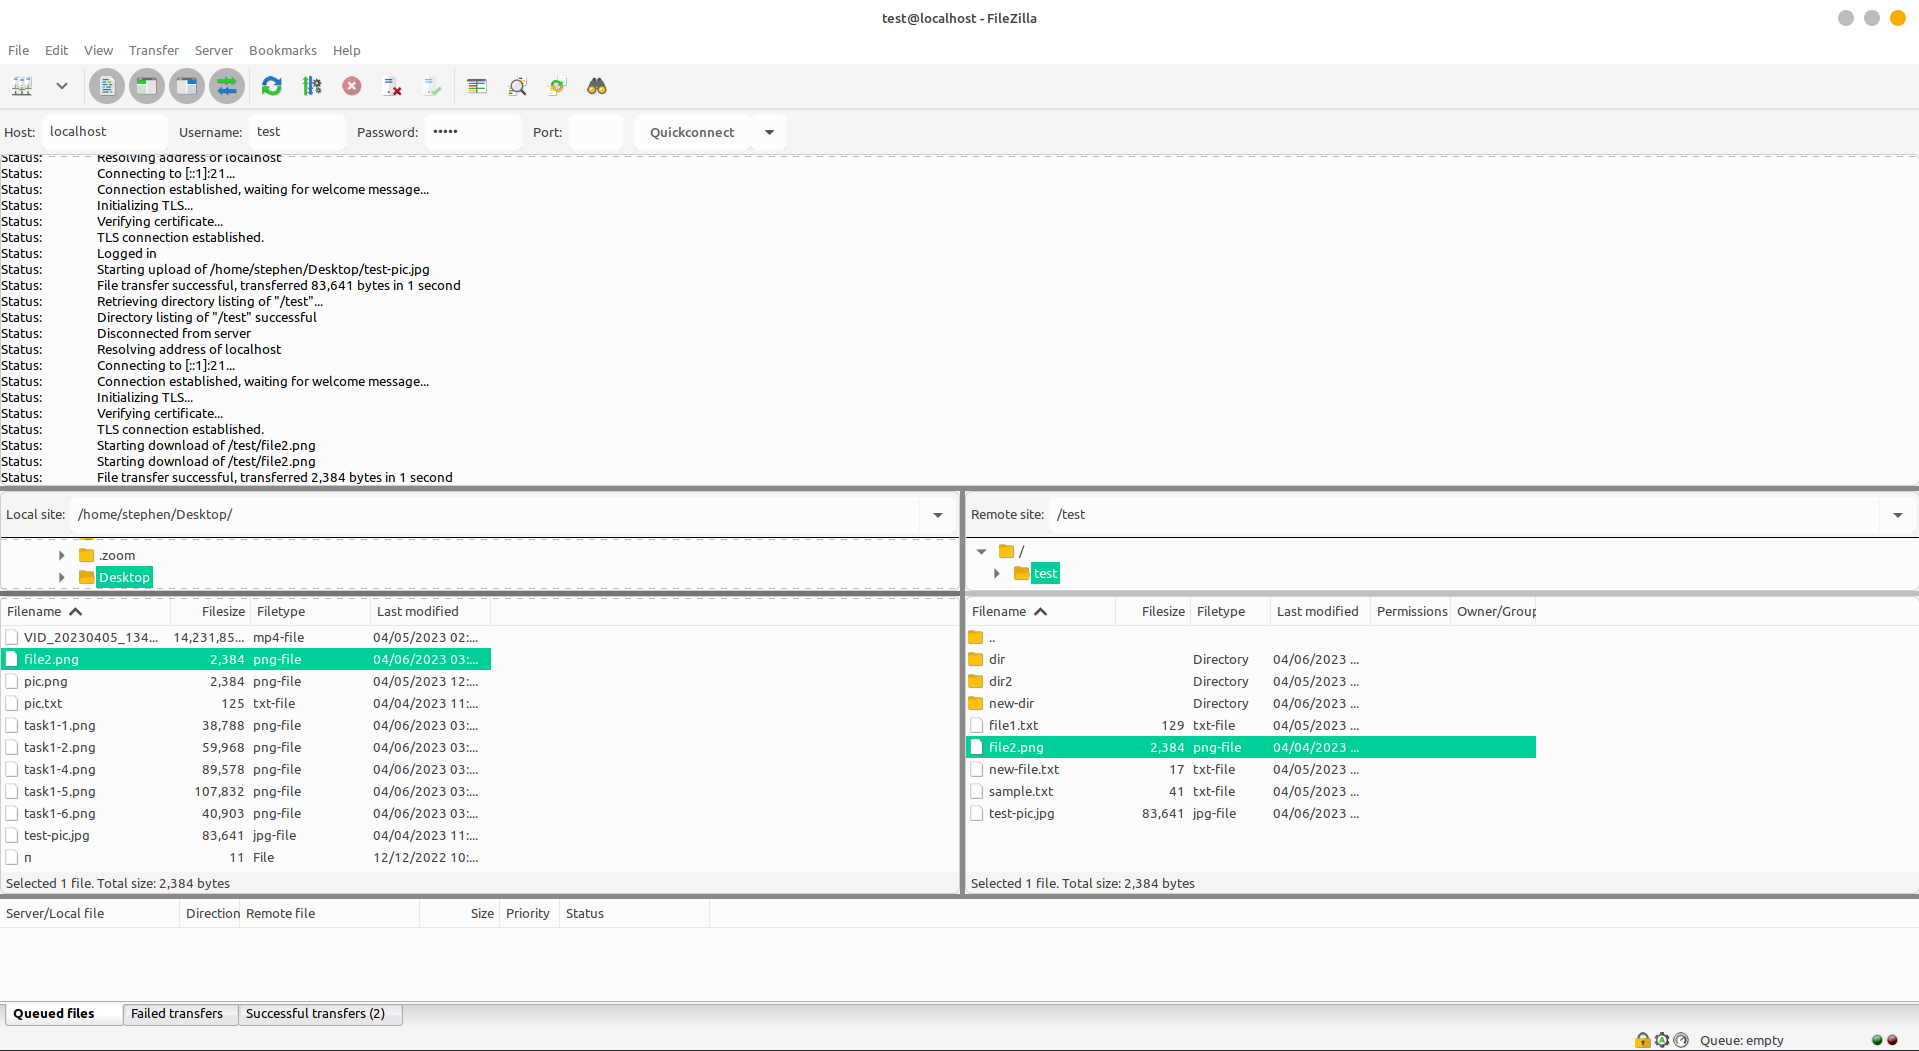 test@localhost - FileZilla
File Edit View Transfer Server Bookmarks Help
Host: localhost Username: test Password: ••••• Port: Quickconnect
Status: Resolving address of localhost
Status: Connecting to [::1]:21...
Status: Connection established, waiting for welcome message...
Status: Initializing TLS...
Status: Verifying certificate...
Status: TLS connection established.
Status: Logged in
Status: Starting upload of /home/stephen/Desktop/test-pic.jpg
Status: File transfer successful, transferred 83,641 bytes in 1 second
Status: Retrieving directory listing of "/test"...
Status: Directory listing of "/test" successful
Status: Disconnected from server
Status: Resolving address of localhost
Status: Connecting to [::1]:21...
Status: Connection established, waiting for welcome message...
Status: Initializing TLS...
Status: Verifying certificate...
Status: TLS connection established.
Status: Starting download of /test/file2.png
Status: Starting download of /test/file2.png
Status: File transfer successful, transferred 2,384 bytes in 1 second
Local site: /home/stephen/Desktop/
.zoom
Desktop
Filename Filesize Filetype Last modified
VID_20230405_134... 14,231,85... mp4-file 04/05/2023 02:...
file2.png 2,384 png-file 04/06/2023 03:...
pic.png 2,384 png-file 04/05/2023 12:...
pic.txt 125 txt-file 04/04/2023 11:...
task1-1.png 38,788 png-file 04/06/2023 03:...
task1-2.png 59,968 png-file 04/06/2023 03:...
task1-4.png 89,578 png-file 04/06/2023 03:...
task1-5.png 107,832 png-file 04/06/2023 03:...
task1-6.png 40,903 png-file 04/06/2023 03:...
test-pic.jpg 83,641 jpg-file 04/04/2023 11:...
п 11 File 12/12/2022 10:...
Selected 1 file. Total size: 2,384 bytes
Remote site: /test
/
test
Filename Filesize Filetype Last modified Permissions Owner/Group
..
dir Directory 04/06/2023 ...
dir2 Directory 04/05/2023 ...
new-dir Directory 04/06/2023 ...
file1.txt 129 txt-file 04/05/2023 ...
file2.png 2,384 png-file 04/04/2023 ...
new-file.txt 17 txt-file 04/05/2023 ...
sample.txt 41 txt-file 04/05/2023 ...
test-pic.jpg 83,641 jpg-file 04/06/2023 ...
Selected 1 file. Total size: 2,384 bytes
Server/Local file Direction Remote file Size Priority Status
Queued files Failed transfers Successful transfers (2)
Queue: empty